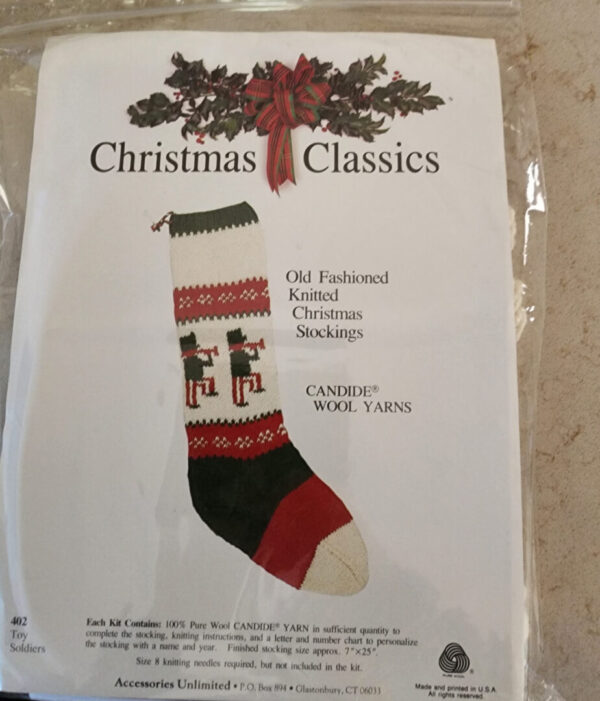 Christmas Classics
Old Fashioned
Knitted
Christmas
Stockings
CANDIDE®
WOOL YARNS
402
Toy
Soldiers
Each Kit Contains: 100% Pure Wool CANDIDE® YARN in sufficient quantity to
complete the stocking, knitting instructions, and a letter and number chart to personalize
the stocking with a name and year. Finished stocking size approx. 7"×25".
Size 8 knitting needles required, but not included in the kit.
Accessories Unlimited • P.O. Box 894 • Glastonbury, CT 06033
PURE WOOL
Made and printed in U.S.A.
All rights reserved.